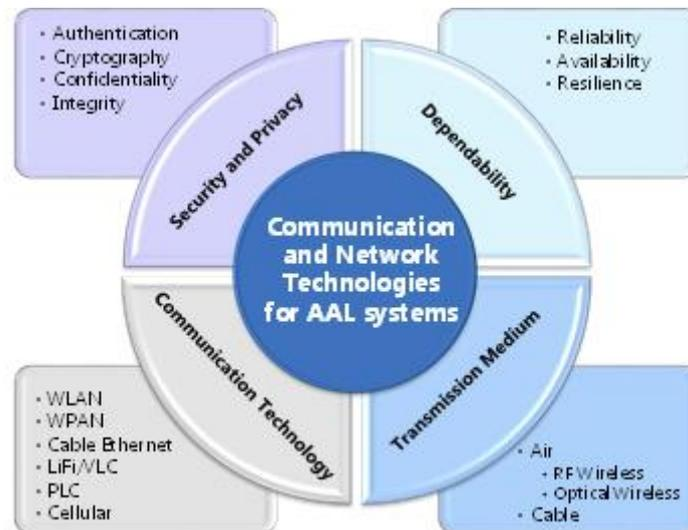 • Authentication
• Cryptography
• Confidentiality
• Integrity
• Reliability
• Availability
• Resilience
Security and Privacy
Dependability
Communication
and Network
Technologies
for AAL systems
Communication Technology
Transmission Medium
• WLAN
• WPAN
• Cable Ethernet
• LiFi/VLC
• PLC
• Cellular
• Air
• RF Wireless
• Optical Wireless
• Cable